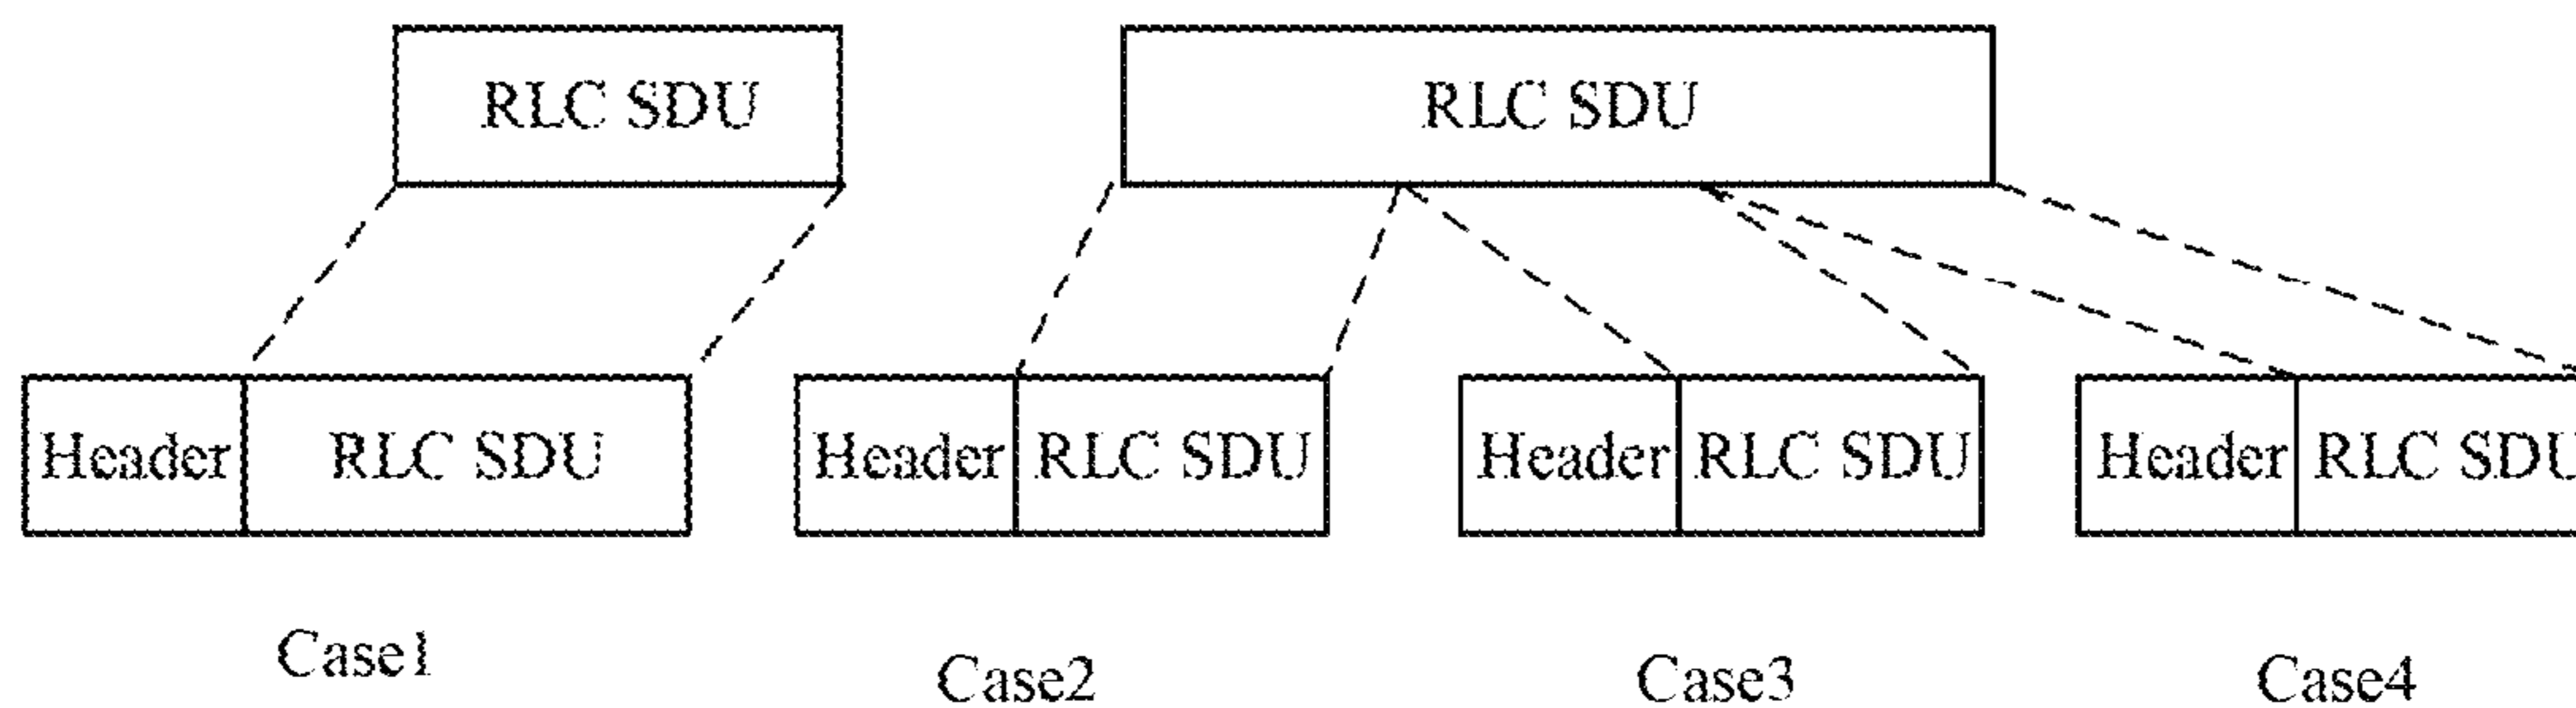 RLC SDU RLC SDU
Header RLC SDU Header RLC SDU Header RLC SDU Header RLC SDU
Case1 Case2 Case3 Case4